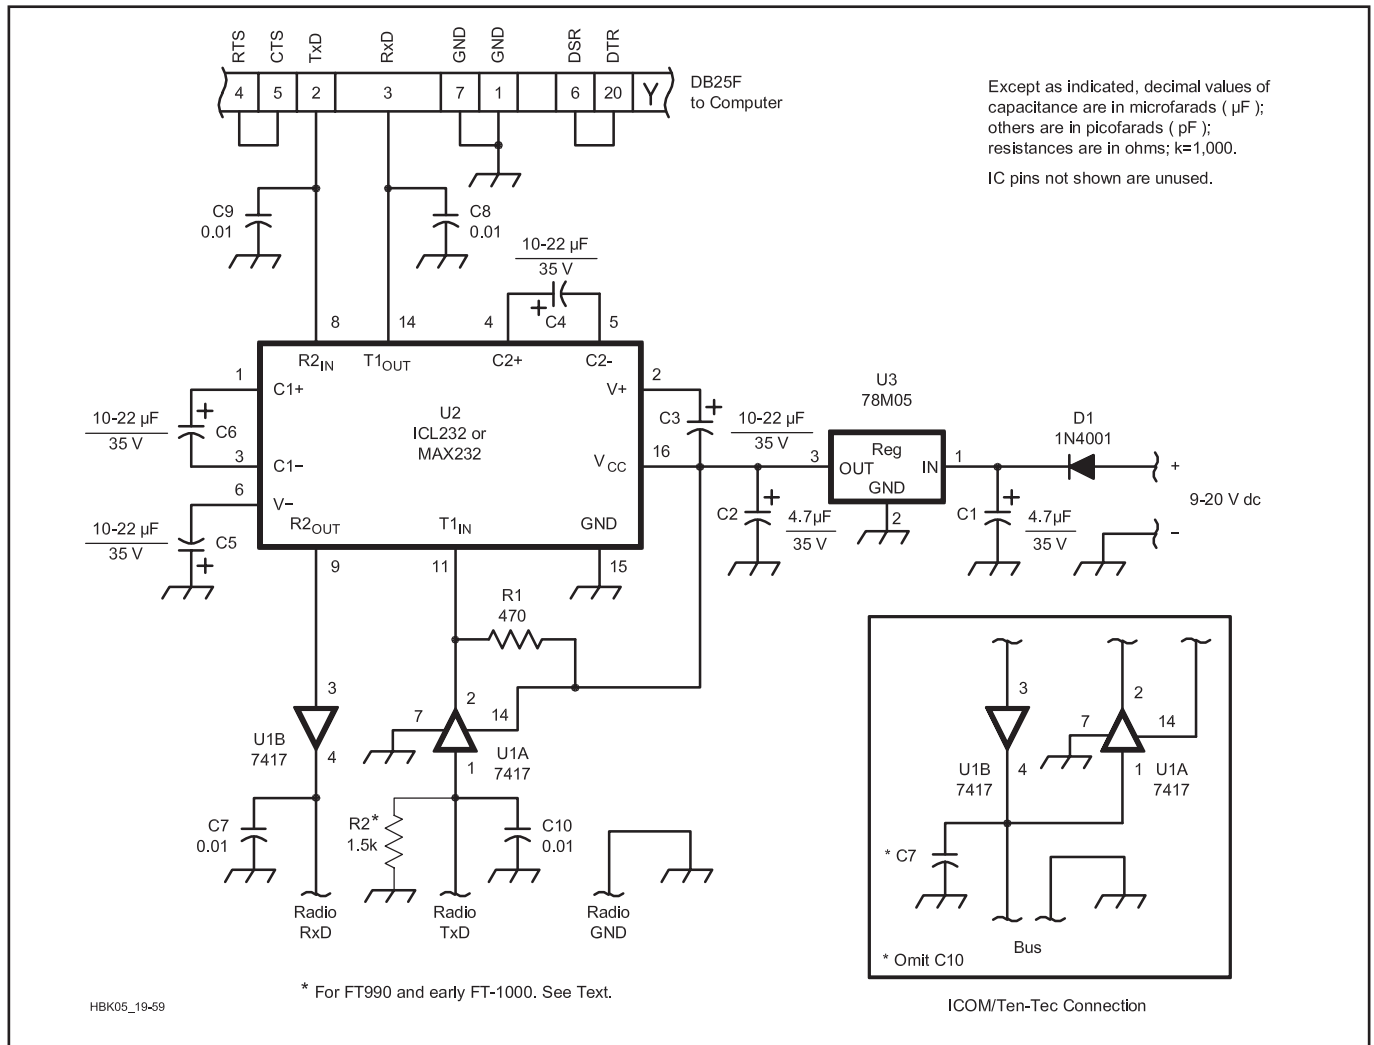 RTS CTS TxD RxD GND GND DSR DTR
4 5 2 3 7 1 6 20 Y
DB25F
to Computer
Except as indicated, decimal values of
capacitance are in microfarads ( µF );
others are in picofarads ( pF );
resistances are in ohms; k=1,000.
IC pins not shown are unused.
C9
0.01
C8
0.01
10-22 µF
35 V
+
C4
8 14 4 5
R2IN T1OUT C2+ C2-
1
C1+
10-22 µF
35 V
+
C6
3
C1–
6
V–
10-22 µF
35 V
C5
+
U2
ICL232 or
MAX232
V+
2
C3
+
10-22 µF
35 V
VCC
16
R2OUT T1IN GND
9 11 15
U3
78M05
Reg
OUT IN
GND
3 1
2
D1
1N4001
+
9-20 V dc
–
C2
+
4.7µF
35 V
C1
+
4.7µF
35 V
R1
470
3
U1B
7417
4
2
7 14
1
U1A
7417
C7
0.01
R2*
1.5k
C10
0.01
Radio
RxD
Radio
TxD
Radio
GND
* For FT990 and early FT-1000. See Text.
HBK05_19-59
3
U1B
7417
4
2
7 14
1
U1A
7417
* C7
Bus
* Omit C10
ICOM/Ten-Tec Connection